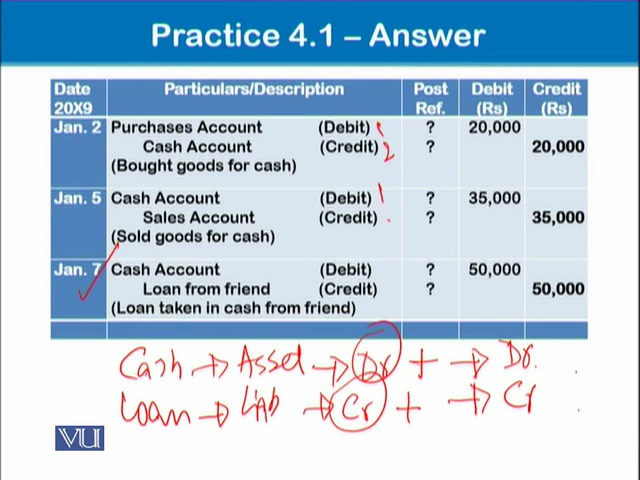 Practice 4.1 – Answer
Date 20X9 Particulars/Description Post Ref. Debit (Rs) Credit (Rs)
Jan. 2 Purchases Account (Debit) 1 ? 20,000
Cash Account (Credit) 2 ? 20,000
(Bought goods for cash)
Jan. 5 Cash Account (Debit) 1 ? 35,000
Sales Account (Credit) ? 35,000
(Sold goods for cash)
Jan. 7 Cash Account (Debit) ? 50,000
Loan from friend (Credit) ? 50,000
(Loan taken in cash from friend)
Cash → Asset → Dr + → Dr.
Loan → Liab → Cr + → Cr
VU